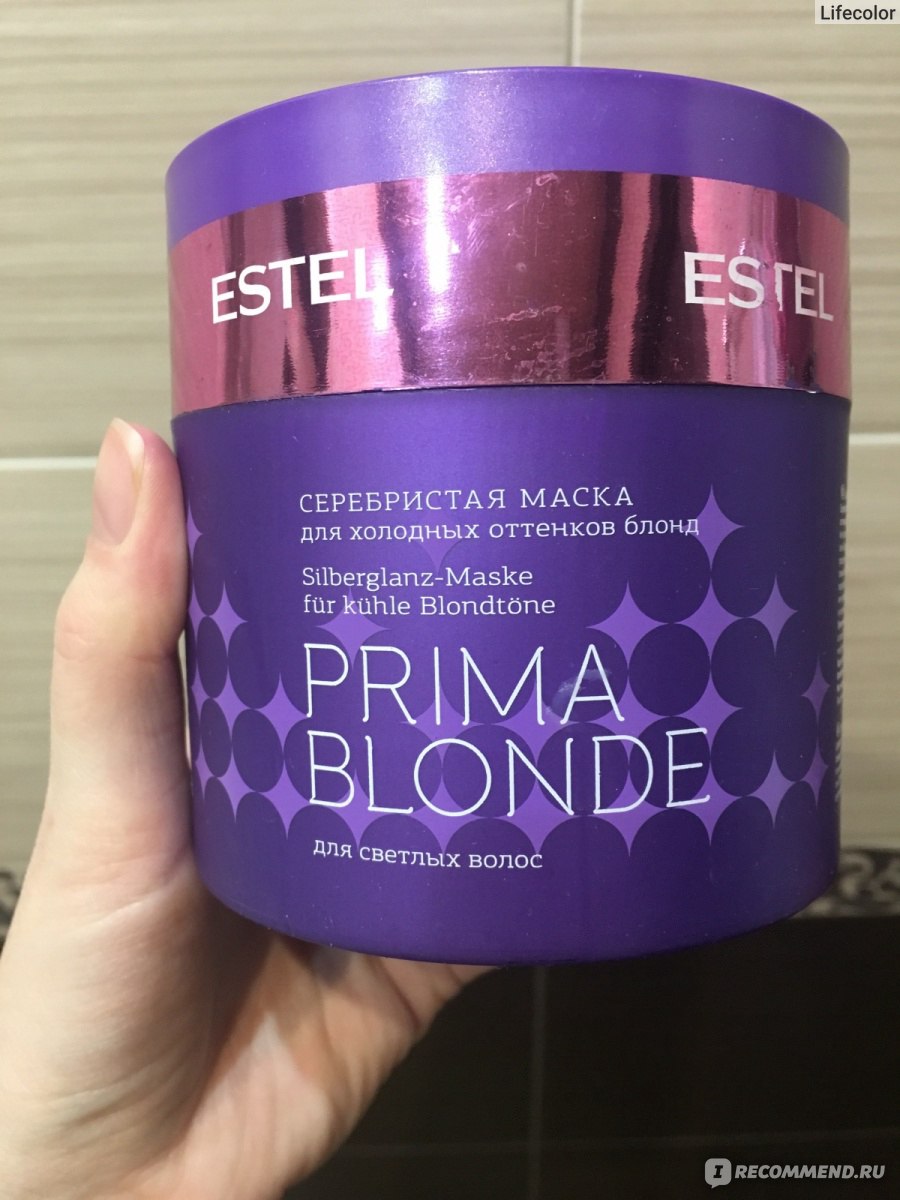 Lifecolor
ESTEL ESTEL
СЕРЕБРИСТАЯ МАСКА
для холодных оттенков блонд
Silberglanz-Maske
für kühle Blondtöne
PRIMA
BLONDE
для светлых волос
I RECOMMEND.RU